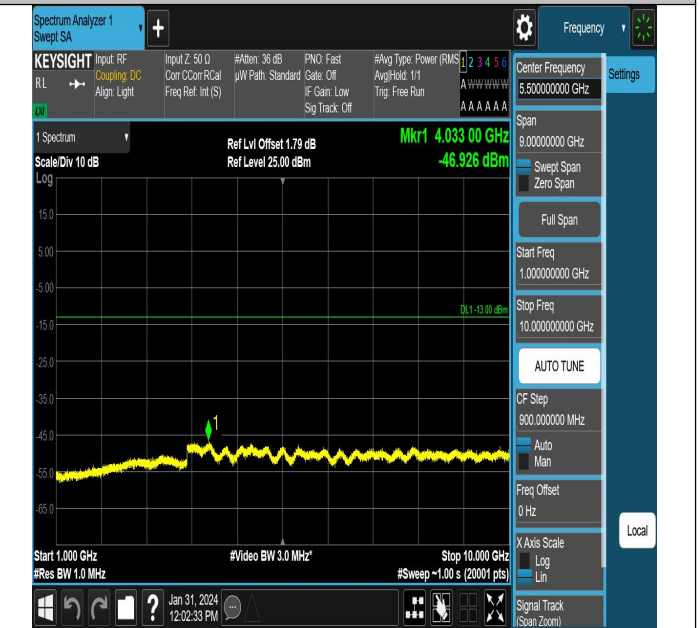 Spectrum Analyzer 1
Swept SA
+
Frequency
KEYSIGHT
RL
Input: RF
Coupling: DC
Align: Light
Input Z: 50 Ω
Corr CCorr RCal
Freq Ref: Int (S)
#Atten: 36 dB
µW Path: Standard
PNO: Fast
Gate: Off
IF Gain: Low
Sig Track: Off
#Avg Type: Power (RMS
Avg|Hold: 1/1
Trig: Free Run
1 2 3 4 5 6
A W W W W W
A A A A A A
LXI
1 Spectrum
Scale/Div 10 dB
Ref Lvl Offset 1.79 dB
Ref Level 25.00 dBm
Mkr1 4.033 00 GHz
-46.926 dBm
Log
15.0
5.00
-5.00
-15.0
-25.0
-35.0
-45.0
-55.0
-65.0
DL1 -13.00 dBm
1
Start 1.000 GHz
#Res BW 1.0 MHz
#Video BW 3.0 MHz*
Stop 10.000 GHz
#Sweep ~1.00 s (20001 pts)
Jan 31, 2024
12:02:33 PM
Center Frequency
5.500000000 GHz
Span
9.00000000 GHz
Swept Span
Zero Span
Full Span
Start Freq
1.000000000 GHz
Stop Freq
10.000000000 GHz
AUTO TUNE
CF Step
900.000000 MHz
Auto
Man
Freq Offset
0 Hz
X Axis Scale
Log
Lin
Signal Track
(Span Zoom)
Settings
Local